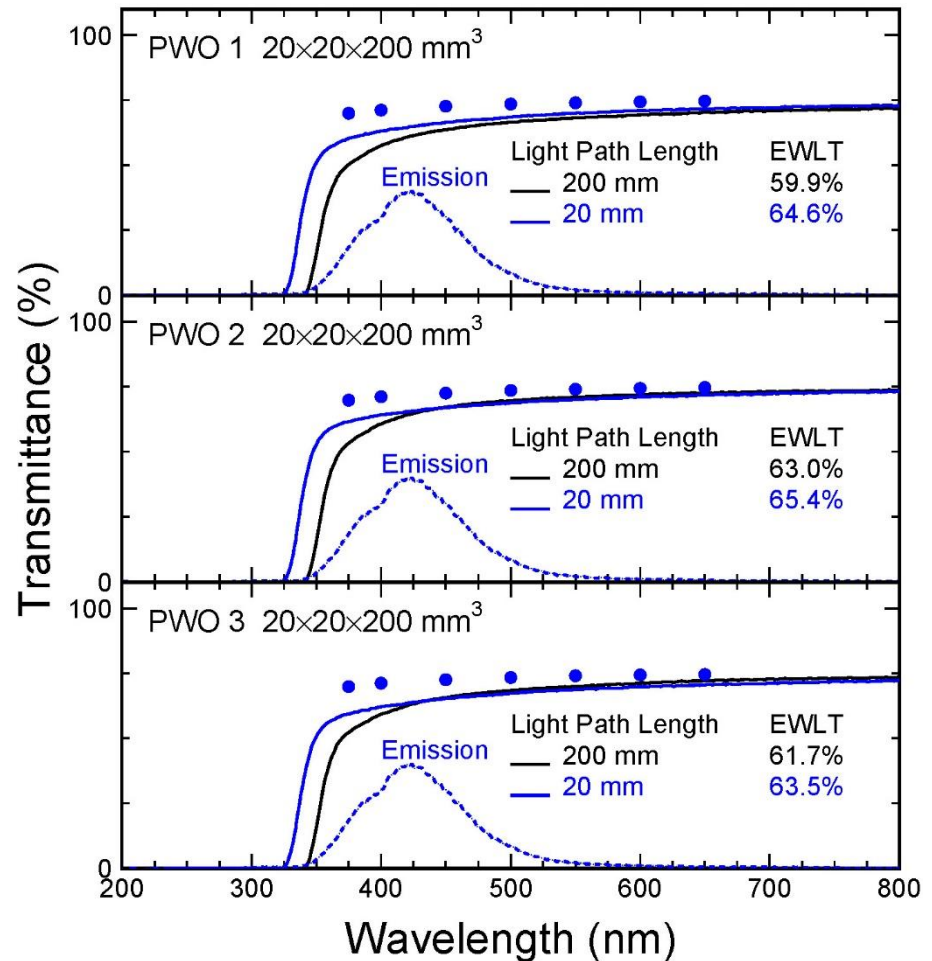 Transmittance (%)
100
PWO 1 20×20×200 mm³
Emission
Light Path Length EWLT
200 mm 59.9%
20 mm 64.6%
0
100
PWO 2 20×20×200 mm³
Emission
Light Path Length EWLT
200 mm 63.0%
20 mm 65.4%
0
100
PWO 3 20×20×200 mm³
Emission
Light Path Length EWLT
200 mm 61.7%
20 mm 63.5%
0
200 300 400 500 600 700 800
Wavelength (nm)